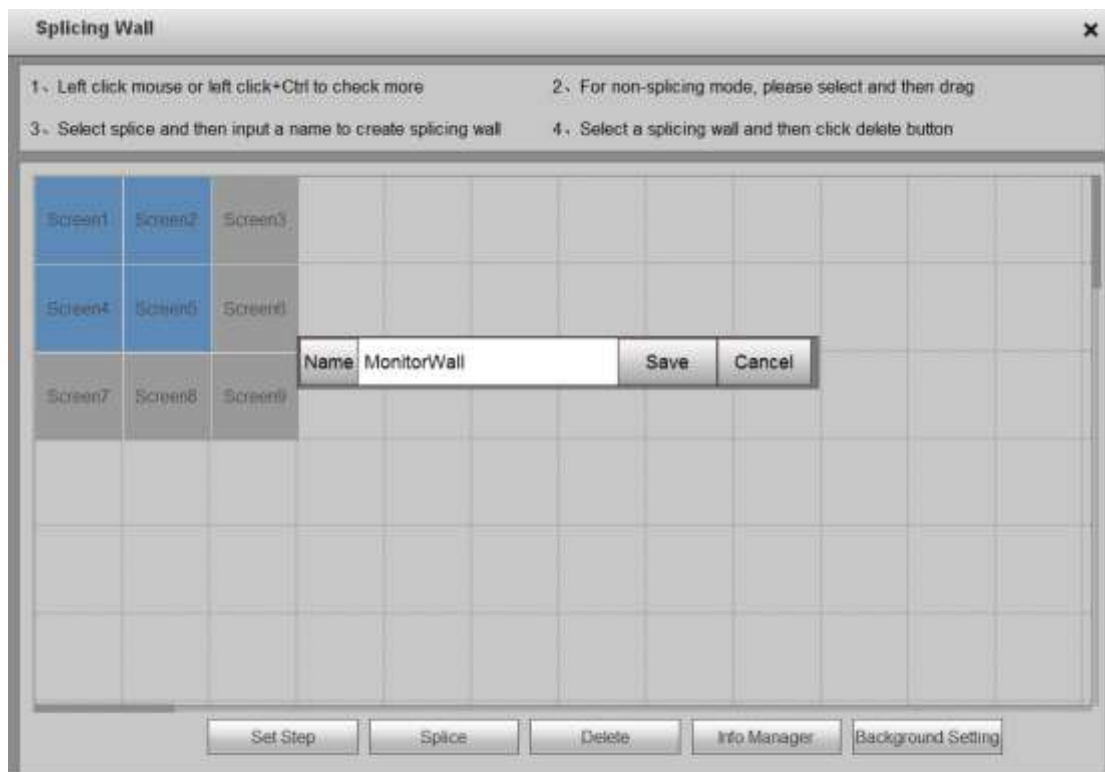 Splicing Wall
1、Left click mouse or left click+Ctrl to check more
2、For non-splicing mode, please select and then drag
3、Select splice and then input a name to create splicing wall
4、Select a splicing wall and then click delete button
Screen1 Screen2 Screen3
Screen4 Screen5 Screen6
Name MonitorWall Save Cancel
Screen7 Screen8 Screen9
Set Step Splice Delete Info Manager Background Setting